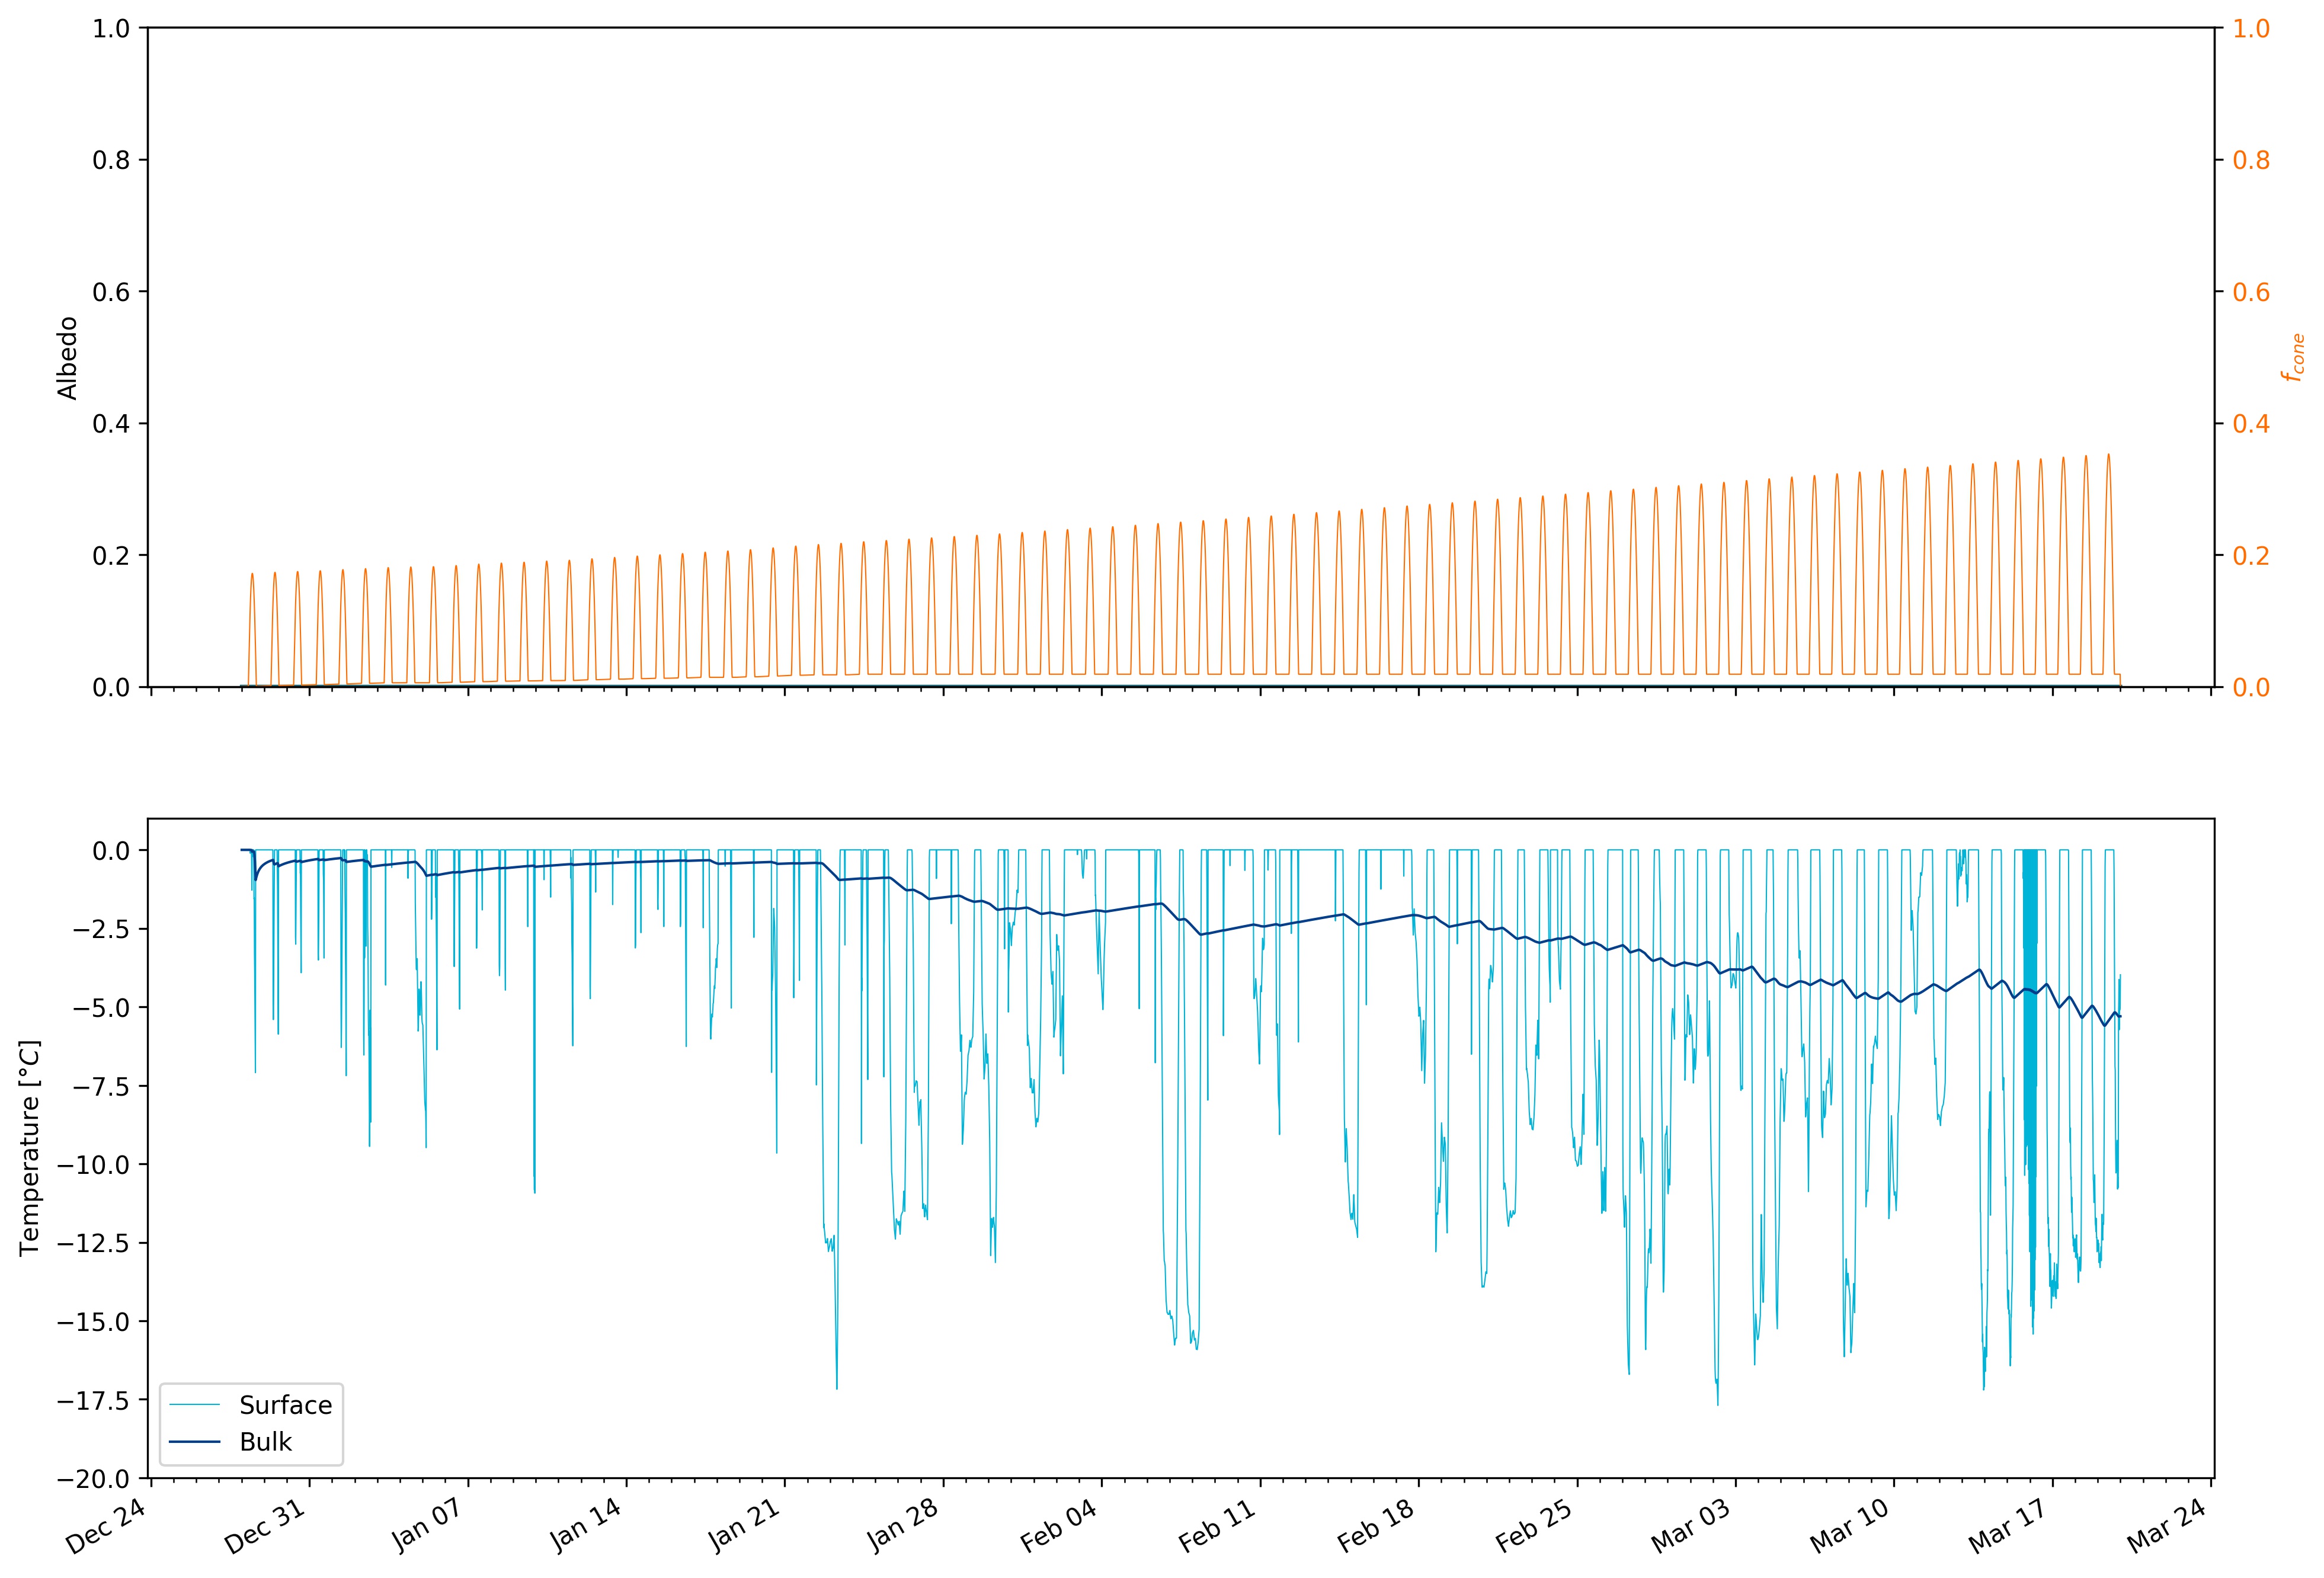 1.0
0.8
0.6
0.4
0.2
0.0
Albedo
1.0
0.8
0.6
0.4
0.2
0.0
f_cone
0.0
−2.5
−5.0
−7.5
−10.0
−12.5
−15.0
−17.5
−20.0
Temperature [°C]
Surface
Bulk
Dec 24
Dec 31
Jan 07
Jan 14
Jan 21
Jan 28
Feb 04
Feb 11
Feb 18
Feb 25
Mar 03
Mar 10
Mar 17
Mar 24